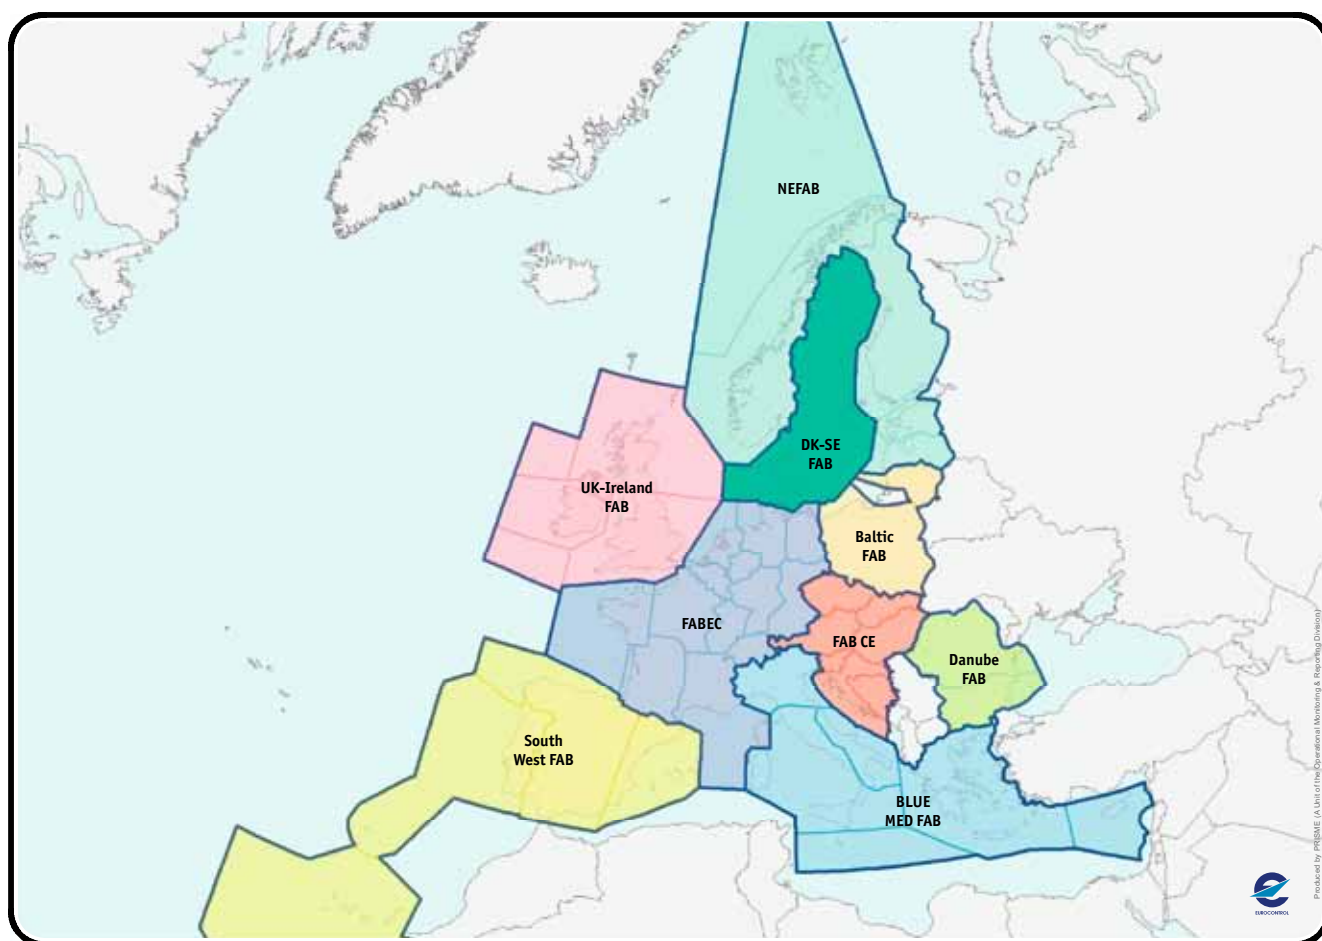 NEFAB
DK-SE
FAB
UK-Ireland
FAB
Baltic
FAB
FABEC
FAB CE
Danube
FAB
South
West FAB
BLUE
MED FAB
EUROCONTROL
Produced by PRISME (A Unit of the Operational Monitoring & Reporting Division)